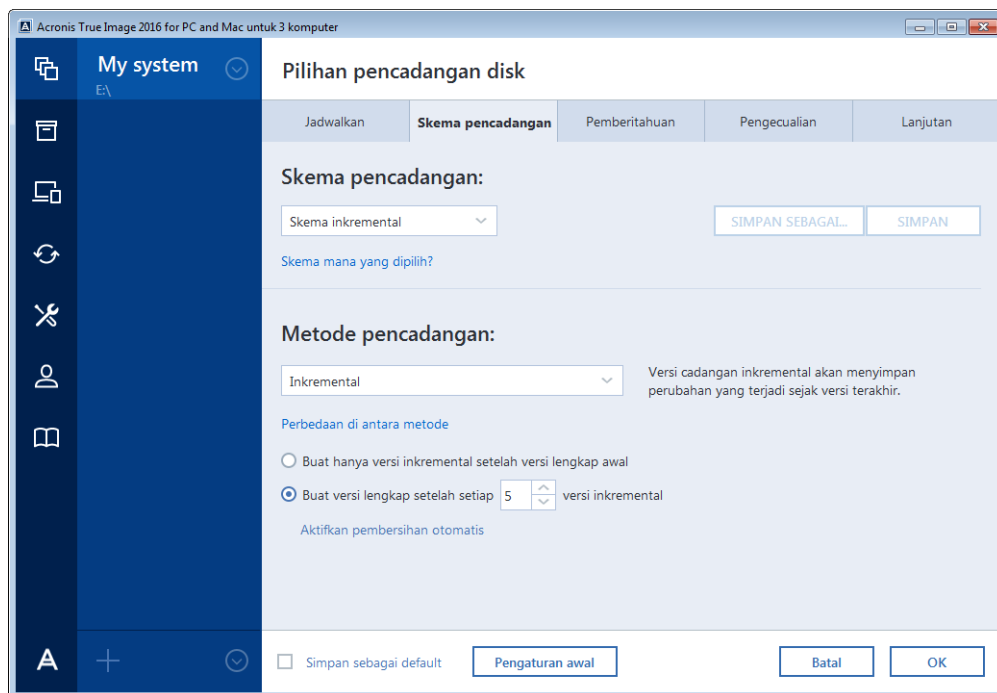 Acronis True Image 2016 for PC and Mac untuk 3 komputer
My system
E:\
Pilihan pencadangan disk
Jadwalkan
Skema pencadangan
Pemberitahuan
Pengecualian
Lanjutan
Skema pencadangan:
Skema inkremental
SIMPAN SEBAGAI...
SIMPAN
Skema mana yang dipilih?
Metode pencadangan:
Inkremental
Versi cadangan inkremental akan menyimpan
perubahan yang terjadi sejak versi terakhir.
Perbedaan di antara metode
Buat hanya versi inkremental setelah versi lengkap awal
Buat versi lengkap setelah setiap 5 versi inkremental
Aktifkan pembersihan otomatis
Simpan sebagai default
Pengaturan awal
Batal
OK